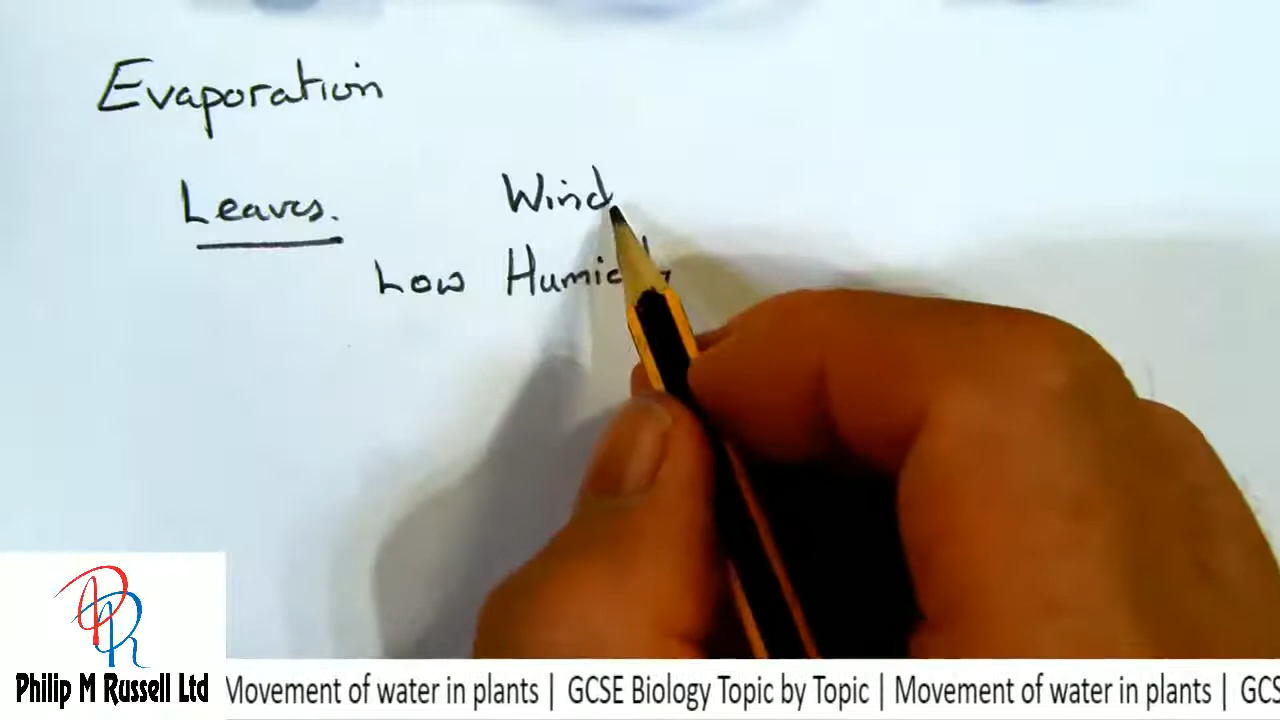 Evaporation
Leaves.
Wind
Low
Philip M Russell Ltd
Movement of water in plants | GCSE Biology Topic by Topic | Movement of water in plants | GCS